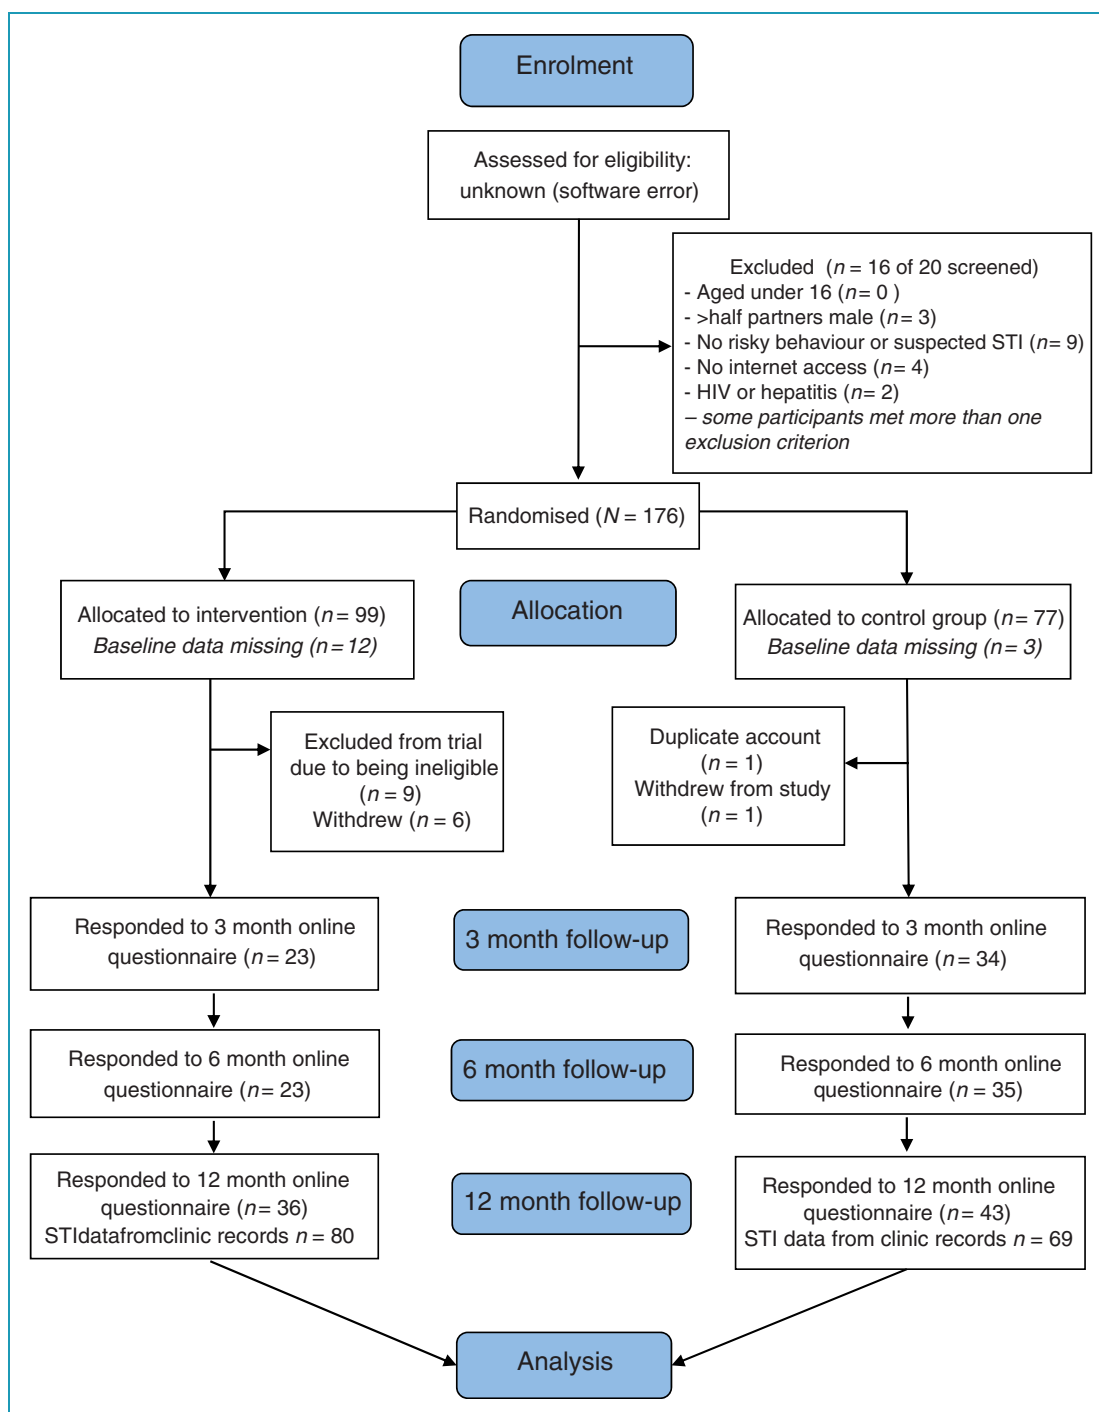 Enrolment
Assessed for eligibility:
unknown (software error)
Excluded (n = 16 of 20 screened)
- Aged under 16 (n= 0 )
- >half partners male (n= 3)
- No risky behaviour or suspected STI (n= 9)
- No internet access (n= 4)
- HIV or hepatitis (n= 2)
– some participants met more than one
exclusion criterion
Randomised (N = 176)
Allocated to intervention (n= 99)
Baseline data missing (n= 12)
Allocation
Allocated to control group (n= 77)
Baseline data missing (n= 3)
Excluded from trial
due to being ineligible
(n = 9)
Withdrew (n = 6)
Duplicate account
(n = 1)
Withdrew from study
(n = 1)
Responded to 3 month online
questionnaire (n= 23)
3 month follow-up
Responded to 3 month online
questionnaire (n= 34)
Responded to 6 month online
questionnaire (n= 23)
6 month follow-up
Responded to 6 month online
questionnaire (n= 35)
Responded to 12 month online
questionnaire (n= 36)
STIdatafromclinic records n = 80
12 month follow-up
Responded to 12 month online
questionnaire (n= 43)
STI data from clinic records n = 69
Analysis